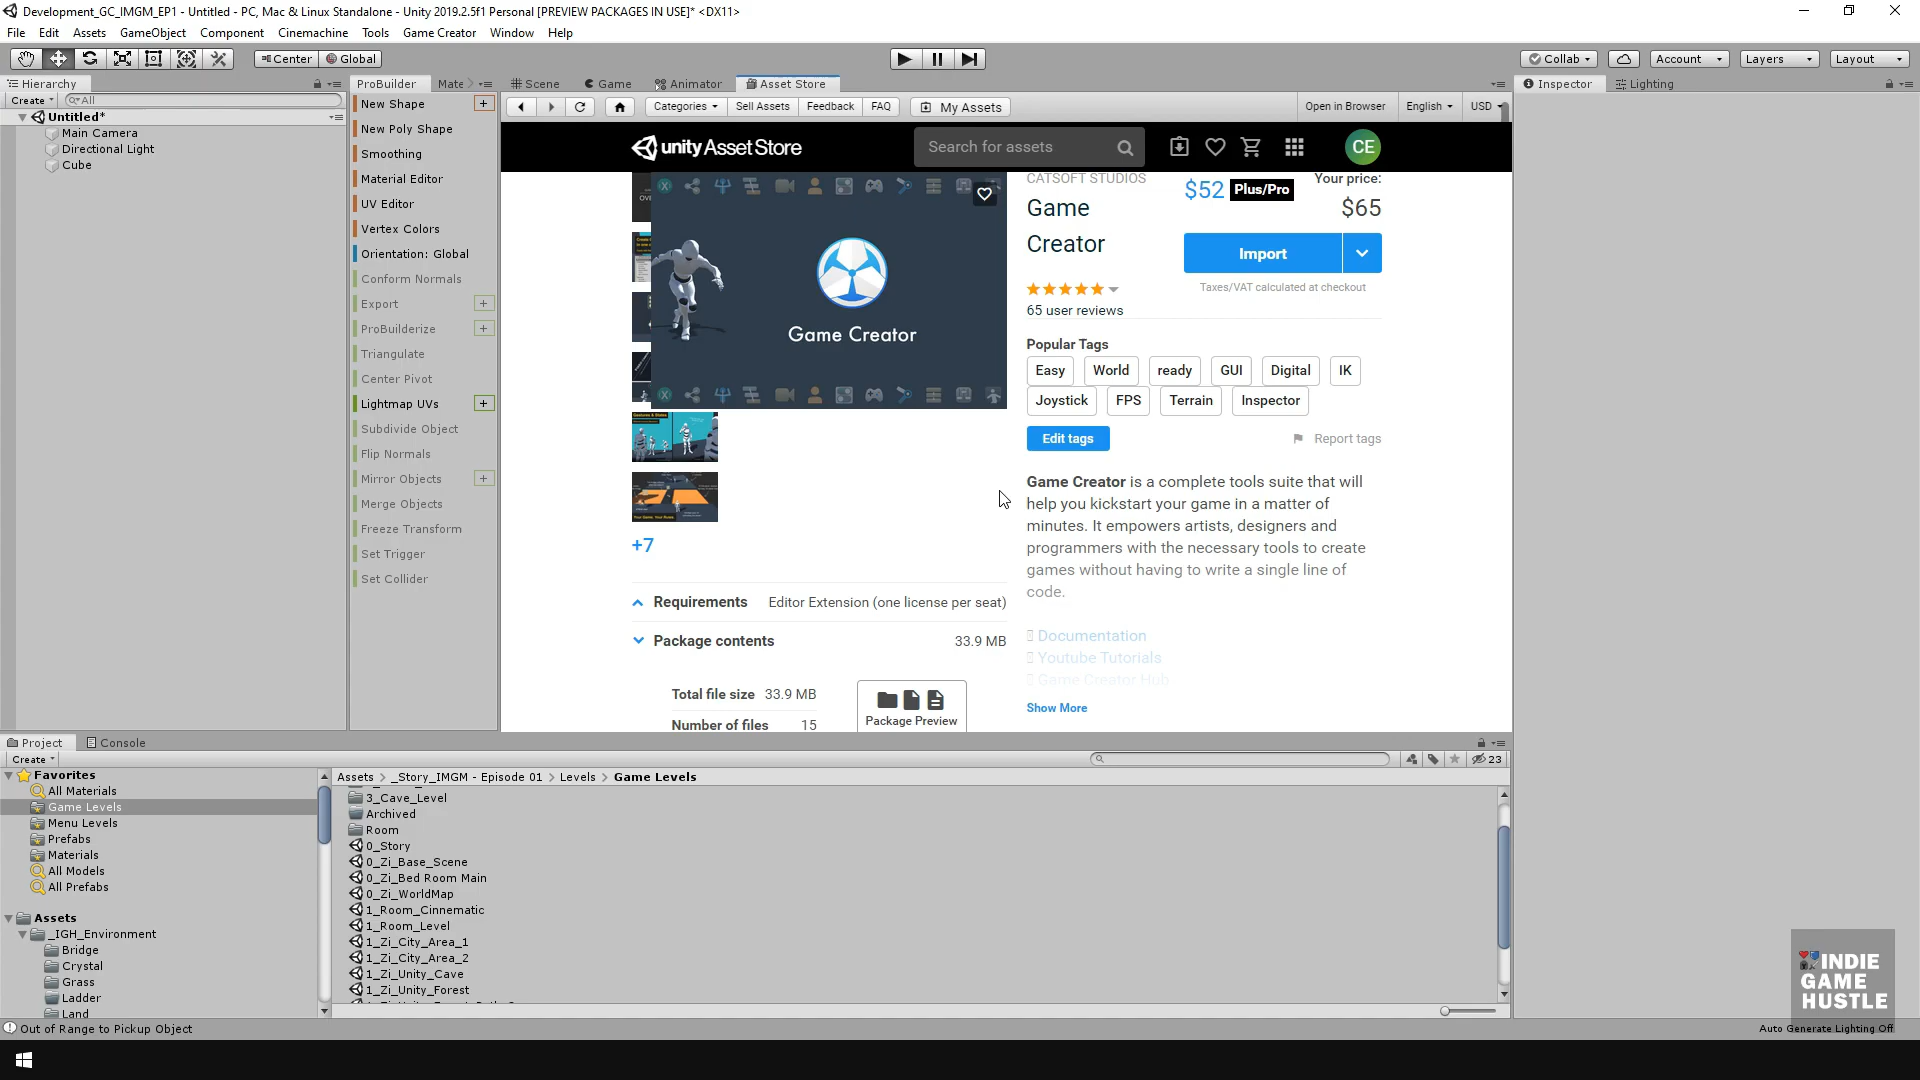 Development_GC_IMGM_EP1 - Untitled - PC, Mac & Linux Standalone - Unity 2019.2.5f1 Personal [PREVIEW PACKAGES IN USE]* <DX11>
File Edit Assets GameObject Component Cinemachine Tools Game Creator Window Help
Center Global Collab Account Layers Layout
Hierarchy
Create All
Untitled*
Main Camera
Directional Light
Cube
ProBuilder Mate
New Shape
New Poly Shape
Smoothing
Material Editor
UV Editor
Vertex Colors
Orientation: Global
Conform Normals
Export
ProBuilderize
Triangulate
Center Pivot
Lightmap UVs
Subdivide Object
Flip Normals
Mirror Objects
Merge Objects
Freeze Transform
Set Trigger
Set Collider
Scene Game Animator Asset Store
Categories Sell Assets Feedback FAQ My Assets Open in Browser English USD
unity Asset Store Search for assets CE
Game Creator
+7
Requirements Editor Extension (one license per seat)
Package contents 33.9 MB
Total file size 33.9 MB
Number of files 15
Package Preview
CATSOFT STUDIOS
Game
Creator
$52 Plus/Pro
Your price:
$65
Import
Taxes/VAT calculated at checkout
65 user reviews
Popular Tags
Easy World ready GUI Digital IK
Joystick FPS Terrain Inspector
Edit tags Report tags
Game Creator is a complete tools suite that will
help you kickstart your game in a matter of
minutes. It empowers artists, designers and
programmers with the necessary tools to create
games without having to write a single line of
code.
Documentation
Youtube Tutorials
Game Creator Hub
Show More
Inspector Lighting
Project Console
Create 23
Favorites
All Materials
Game Levels
Menu Levels
Prefabs
Materials
All Models
All Prefabs
Assets
_IGH_Environment
Bridge
Crystal
Grass
Ladder
Land
Assets > _Story_IMGM - Episode 01 > Levels > Game Levels
3_Cave_Level
Archived
Room
0_Story
0_Zi_Base_Scene
0_Zi_Bed Room Main
0_Zi_WorldMap
1_Room_Cinnematic
1_Room_Level
1_Zi_City_Area_1
1_Zi_City_Area_2
1_Zi_Unity_Cave
1_Zi_Unity_Forest
INDIE
GAME
HUSTLE
Out of Range to Pickup Object
Auto Generate Lighting Off